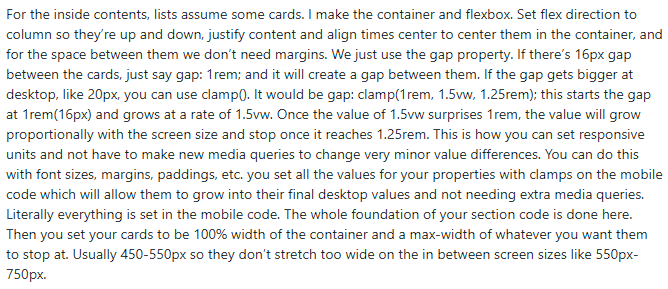 For the inside contents, lists assume some cards. I make the container and flexbox. Set flex direction to
column so they're up and down, justify content and align times center to center them in the container, and
for the space between them we don't need margins. We just use the gap property. If there's 16px gap
between the cards, just say gap: 1rem; and it will create a gap between them. If the gap gets bigger at
desktop, like 20px, you can use clamp(). It would be gap: clamp(1rem, 1.5vw, 1.25rem); this starts the gap
at 1rem(16px) and grows at a rate of 1.5vw. Once the value of 1.5vw surprises 1rem, the value will grow
proportionally with the screen size and stop once it reaches 1.25rem. This is how you can set responsive
units and not have to make new media queries to change very minor value differences. You can do this
with font sizes, margins, paddings, etc. you set all the values for your properties with clamps on the mobile
code which will allow them to grow into their final desktop values and not needing extra media queries.
Literally everything is set in the mobile code. The whole foundation of your section code is done here.
Then you set your cards to be 100% width of the container and a max-width of whatever you want them
to stop at. Usually 450-550px so they don't stretch too wide on the in between screen sizes like 550px-
750px.